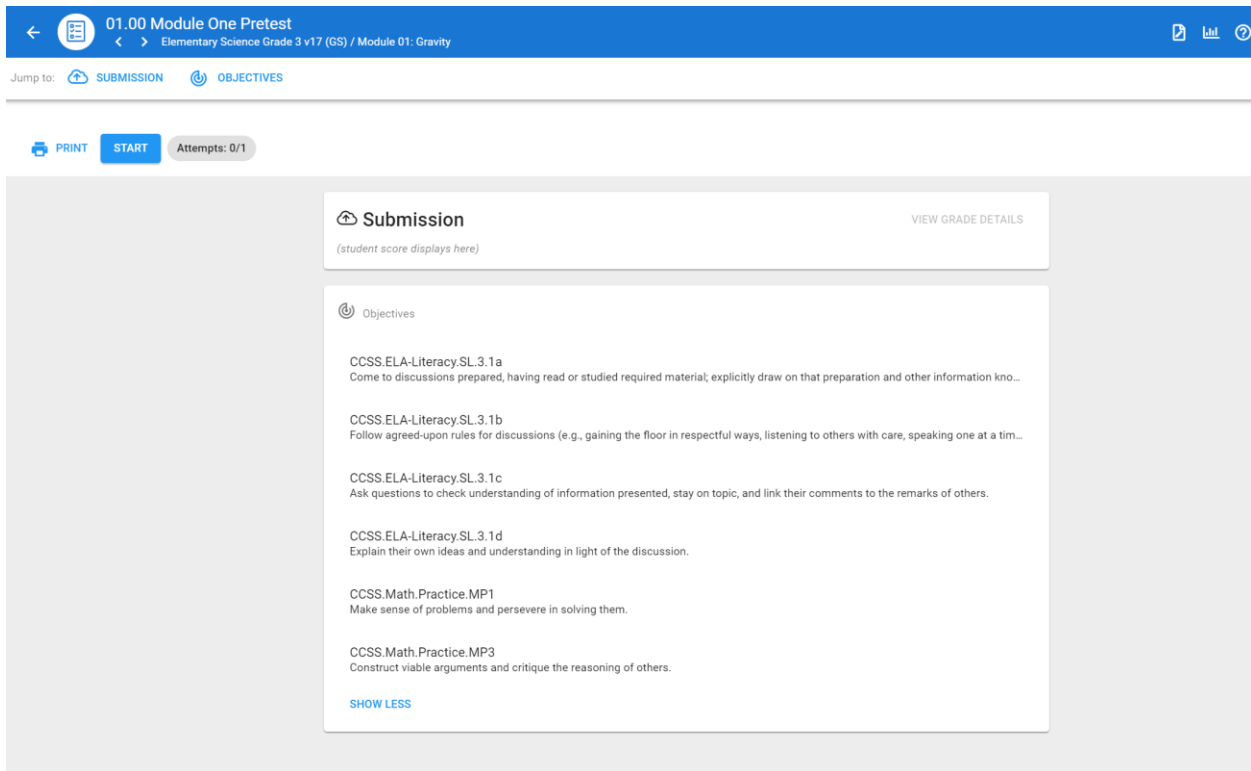 01.00 Module One Pretest
Elementary Science Grade 3 v17 (GS) / Module 01: Gravity
Jump to: SUBMISSION OBJECTIVES
PRINT START Attempts: 0/1
Submission VIEW GRADE DETAILS
(student score displays here)
Objectives
CCSS.ELA-Literacy.SL.3.1a
Come to discussions prepared, having read or studied required material; explicitly draw on that preparation and other information kno...
CCSS.ELA-Literacy.SL.3.1b
Follow agreed-upon rules for discussions (e.g., gaining the floor in respectful ways, listening to others with care, speaking one at a tim...
CCSS.ELA-Literacy.SL.3.1c
Ask questions to check understanding of information presented, stay on topic, and link their comments to the remarks of others.
CCSS.ELA-Literacy.SL.3.1d
Explain their own ideas and understanding in light of the discussion.
CCSS.Math.Practice.MP1
Make sense of problems and persevere in solving them.
CCSS.Math.Practice.MP3
Construct viable arguments and critique the reasoning of others.
SHOW LESS